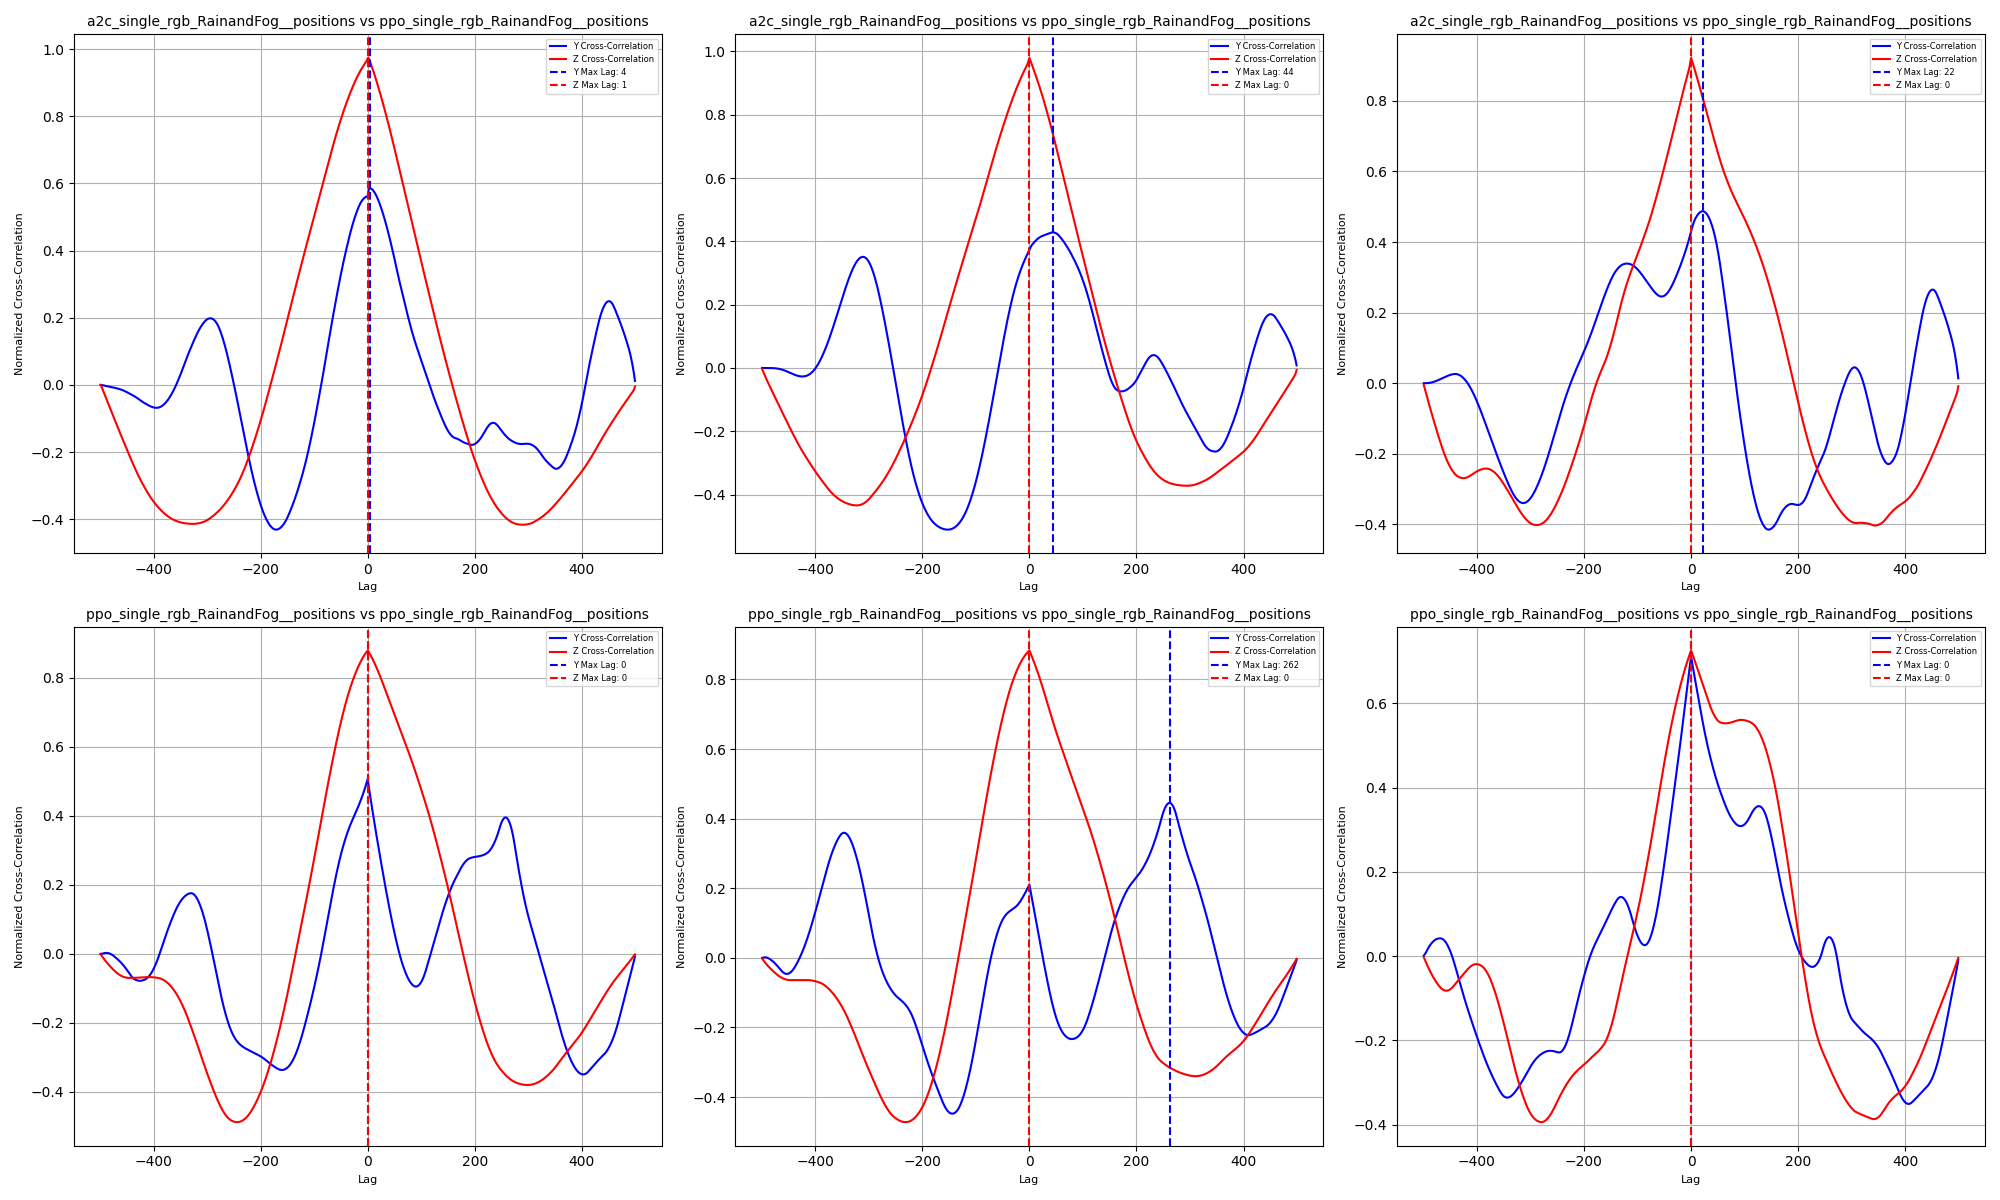 a2c_single_rgb_RainandFog__positions vs ppo_single_rgb_RainandFog__positions
Normalized Cross-Correlation
1.0
0.8
0.6
0.4
0.2
0.0
−0.2
−0.4
Y Cross-Correlation
Z Cross-Correlation
Y Max Lag: 4
Z Max Lag: 1
−400 −200 0 200 400
Lag
a2c_single_rgb_RainandFog__positions vs ppo_single_rgb_RainandFog__positions
Normalized Cross-Correlation
1.0
0.8
0.6
0.4
0.2
0.0
−0.2
−0.4
Y Cross-Correlation
Z Cross-Correlation
Y Max Lag: 44
Z Max Lag: 0
−400 −200 0 200 400
Lag
a2c_single_rgb_RainandFog__positions vs ppo_single_rgb_RainandFog__positions
Normalized Cross-Correlation
0.8
0.6
0.4
0.2
0.0
−0.2
−0.4
Y Cross-Correlation
Z Cross-Correlation
Y Max Lag: 22
Z Max Lag: 0
−400 −200 0 200 400
Lag
ppo_single_rgb_RainandFog__positions vs ppo_single_rgb_RainandFog__positions
Normalized Cross-Correlation
0.8
0.6
0.4
0.2
0.0
−0.2
−0.4
Y Cross-Correlation
Z Cross-Correlation
Y Max Lag: 0
Z Max Lag: 0
−400 −200 0 200 400
Lag
ppo_single_rgb_RainandFog__positions vs ppo_single_rgb_RainandFog__positions
Normalized Cross-Correlation
0.8
0.6
0.4
0.2
0.0
−0.2
−0.4
Y Cross-Correlation
Z Cross-Correlation
Y Max Lag: 262
Z Max Lag: 0
−400 −200 0 200 400
Lag
ppo_single_rgb_RainandFog__positions vs ppo_single_rgb_RainandFog__positions
Normalized Cross-Correlation
0.6
0.4
0.2
0.0
−0.2
−0.4
Y Cross-Correlation
Z Cross-Correlation
Y Max Lag: 0
Z Max Lag: 0
−400 −200 0 200 400
Lag